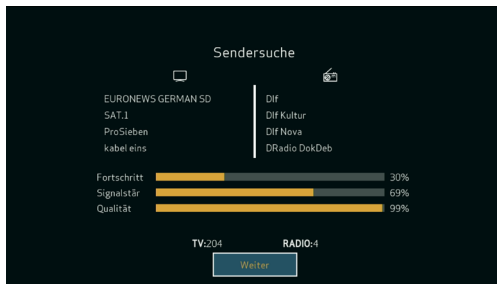 Sendersuche
EURONEWS GERMAN SD
SAT.1
ProSieben
kabel eins
Dlf
Dlf Kultur
Dlf Nova
DRadio DokDeb
Fortschritt 30%
Signalstär 69%
Qualität 99%
TV:204 RADIO:4
Weiter